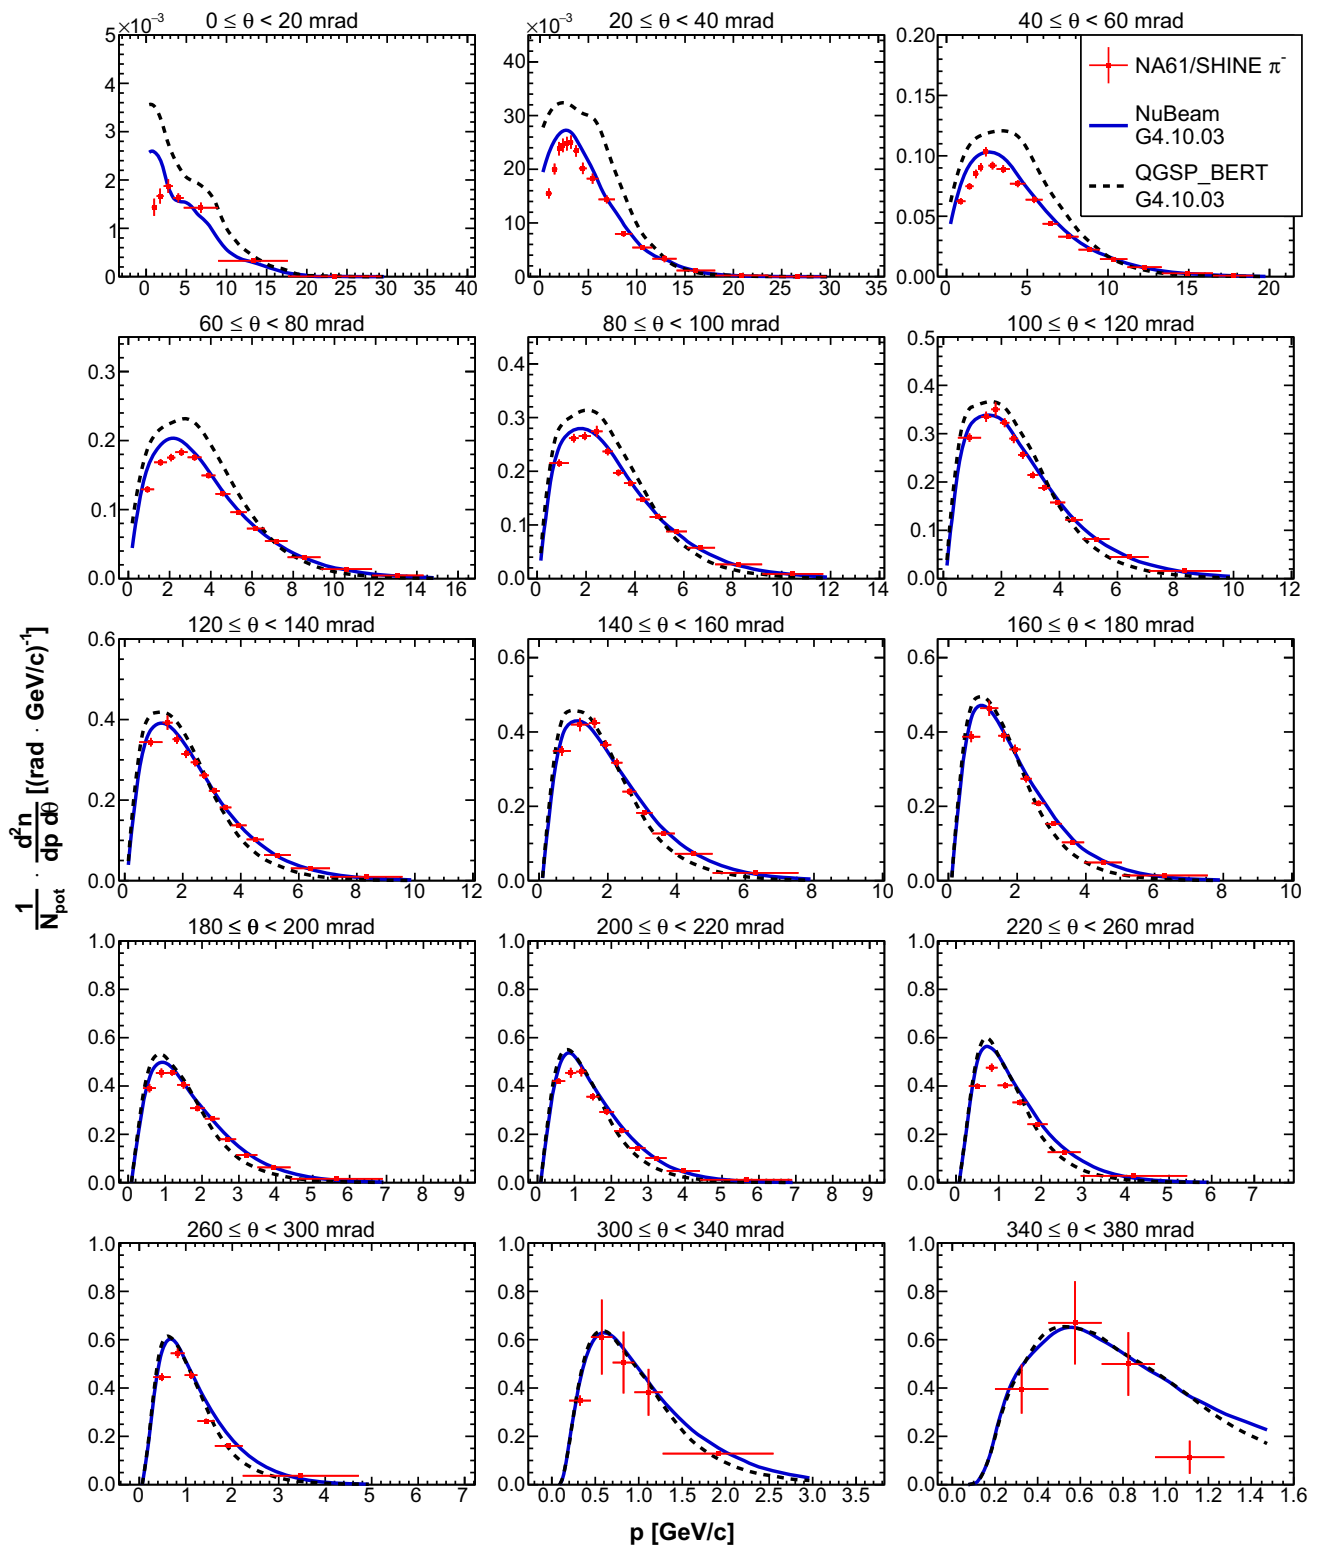 0 ≤ θ < 20 mrad
×10⁻³
5
4
3
2
1
0
0 5 10 15 20 25 30 35 40
20 ≤ θ < 40 mrad
×10⁻³
40
30
20
10
0
0 5 10 15 20 25 30 35
40 ≤ θ < 60 mrad
0.20
0.15
0.10
0.05
0.00
0 5 10 15 20
NA61/SHINE π⁻
NuBeam
G4.10.03
QGSP_BERT
G4.10.03
60 ≤ θ < 80 mrad
0.3
0.2
0.1
0.0
0 2 4 6 8 10 12 14 16
80 ≤ θ < 100 mrad
0.4
0.3
0.2
0.1
0.0
0 2 4 6 8 10 12 14
100 ≤ θ < 120 mrad
0.5
0.4
0.3
0.2
0.1
0.0
0 2 4 6 8 10 12
120 ≤ θ < 140 mrad
0.6
0.4
0.2
0.0
0 2 4 6 8 10 12
140 ≤ θ < 160 mrad
0.6
0.4
0.2
0.0
0 2 4 6 8 10
160 ≤ θ < 180 mrad
0.6
0.4
0.2
0.0
0 2 4 6 8 10
1/N_pot · d²n/dp dθ [(rad · GeV/c)⁻¹]
180 ≤ θ < 200 mrad
1.0
0.8
0.6
0.4
0.2
0.0
0 1 2 3 4 5 6 7 8 9
200 ≤ θ < 220 mrad
1.0
0.8
0.6
0.4
0.2
0.0
0 1 2 3 4 5 6 7 8 9
220 ≤ θ < 260 mrad
1.0
0.8
0.6
0.4
0.2
0.0
0 1 2 3 4 5 6 7
260 ≤ θ < 300 mrad
1.0
0.8
0.6
0.4
0.2
0.0
0 1 2 3 4 5 6 7
300 ≤ θ < 340 mrad
1.0
0.8
0.6
0.4
0.2
0.0
0.0 0.5 1.0 1.5 2.0 2.5 3.0 3.5
340 ≤ θ < 380 mrad
1.0
0.8
0.6
0.4
0.2
0.0
0.0 0.2 0.4 0.6 0.8 1.0 1.2 1.4 1.6
p [GeV/c]